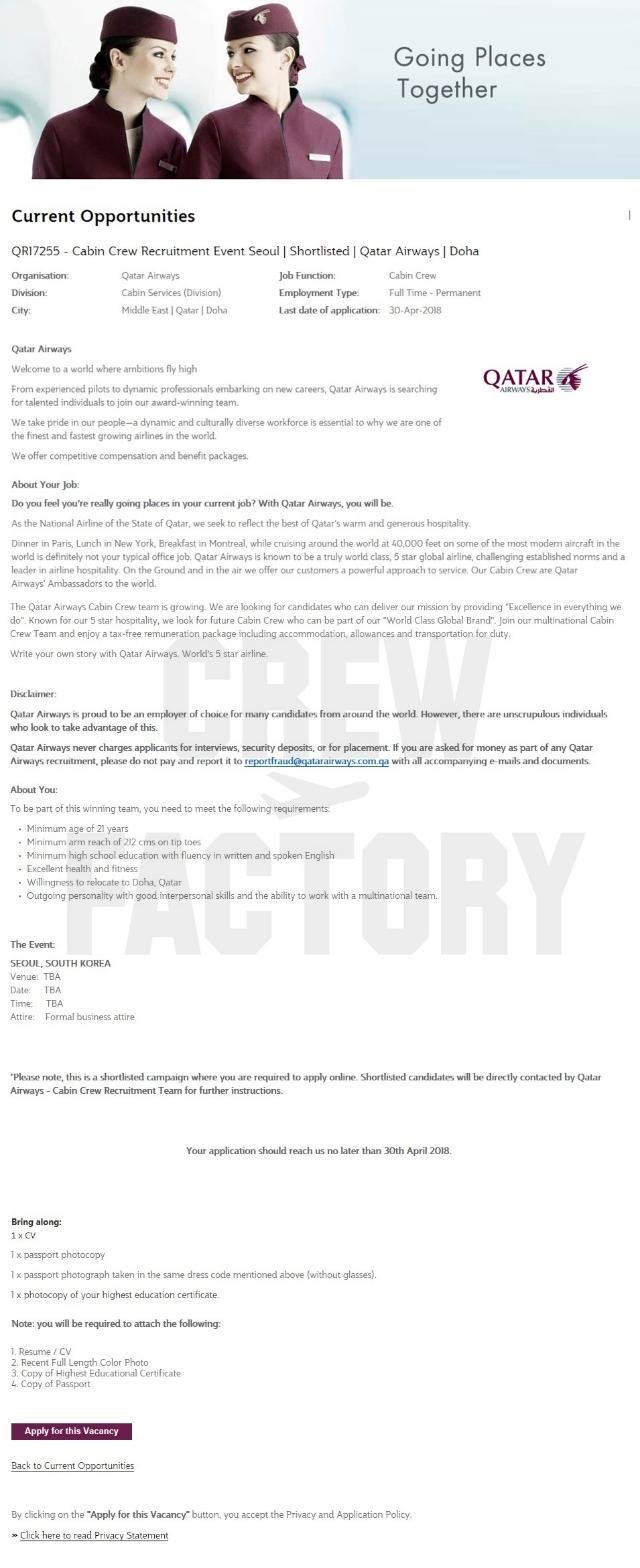 Going Places
Together
Current Opportunities
QR17255 - Cabin Crew Recruitment Event Seoul | Shortlisted | Qatar Airways | Doha
Organisation: Qatar Airways Job Function: Cabin Crew
Division: Cabin Services (Division) Employment Type: Full Time - Permanent
City: Middle East | Qatar | Doha Last date of application: 30-Apr-2018
Qatar Airways
Welcome to a world where ambitions fly high
From experienced pilots to dynamic professionals embarking on new careers, Qatar Airways is searching
for talented individuals to join our award-winning team.
We take pride in our people—a dynamic and culturally diverse workforce is essential to why we are one of
the finest and fastest growing airlines in the world.
We offer competitive compensation and benefit packages.
QATAR
AIRWAYS القطرية
About Your Job:
Do you feel you're really going places in your current job? With Qatar Airways, you will be.
As the National Airline of the State of Qatar, we seek to reflect the best of Qatar's warm and generous hospitality.
Dinner in Paris, Lunch in New York, Breakfast in Montreal, while cruising around the world at 40,000 feet on some of the most modern aircraft in the
world is definitely not your typical office job. Qatar Airways is known to be a truly world class, 5 star global airline, challenging established norms and a
leader in airline hospitality. On the Ground and in the air we offer our customers a powerful approach to service. Our Cabin Crew are Qatar
Airways' Ambassadors to the world.
The Qatar Airways Cabin Crew team is growing. We are looking for candidates who can deliver our mission by providing "Excellence in everything we
do". Known for our 5 star hospitality, we look for future Cabin Crew who can be part of our "World Class Global Brand". Join our multinational Cabin
Crew Team and enjoy a tax-free remuneration package including accommodation, allowances and transportation for duty.
Write your own story with Qatar Airways. World's 5 star airline.
CREW
FACTORY
Disclaimer:
Qatar Airways is proud to be an employer of choice for many candidates from around the world. However, there are unscrupulous individuals
who look to take advantage of this.
Qatar Airways never charges applicants for interviews, security deposits, or for placement. If you are asked for money as part of any Qatar
Airways recruitment, please do not pay and report it to reportfraud@qatarairways.com.qa with all accompanying e-mails and documents.
About You:
To be part of this winning team, you need to meet the following requirements:
• Minimum age of 21 years
• Minimum arm reach of 212 cms on tip toes
• Minimum high school education with fluency in written and spoken English
• Excellent health and fitness
• Willingness to relocate to Doha, Qatar
• Outgoing personality with good interpersonal skills and the ability to work with a multinational team.
The Event:
SEOUL, SOUTH KOREA
Venue: TBA
Date: TBA
Time: TBA
Attire: Formal business attire
*Please note, this is a shortlisted campaign where you are required to apply online. Shortlisted candidates will be directly contacted by Qatar
Airways - Cabin Crew Recruitment Team for further instructions.
Your application should reach us no later than 30th April 2018.
Bring along:
1 x CV
1 x passport photocopy
1 x passport photograph taken in the same dress code mentioned above (without glasses).
1 x photocopy of your highest education certificate.
Note: you will be required to attach the following:
1. Resume / CV
2. Recent Full Length Color Photo
3. Copy of Highest Educational Certificate
4. Copy of Passport
Apply for this Vacancy
Back to Current Opportunities
By clicking on the "Apply for this Vacancy" button, you accept the Privacy and Application Policy.
» Click here to read Privacy Statement